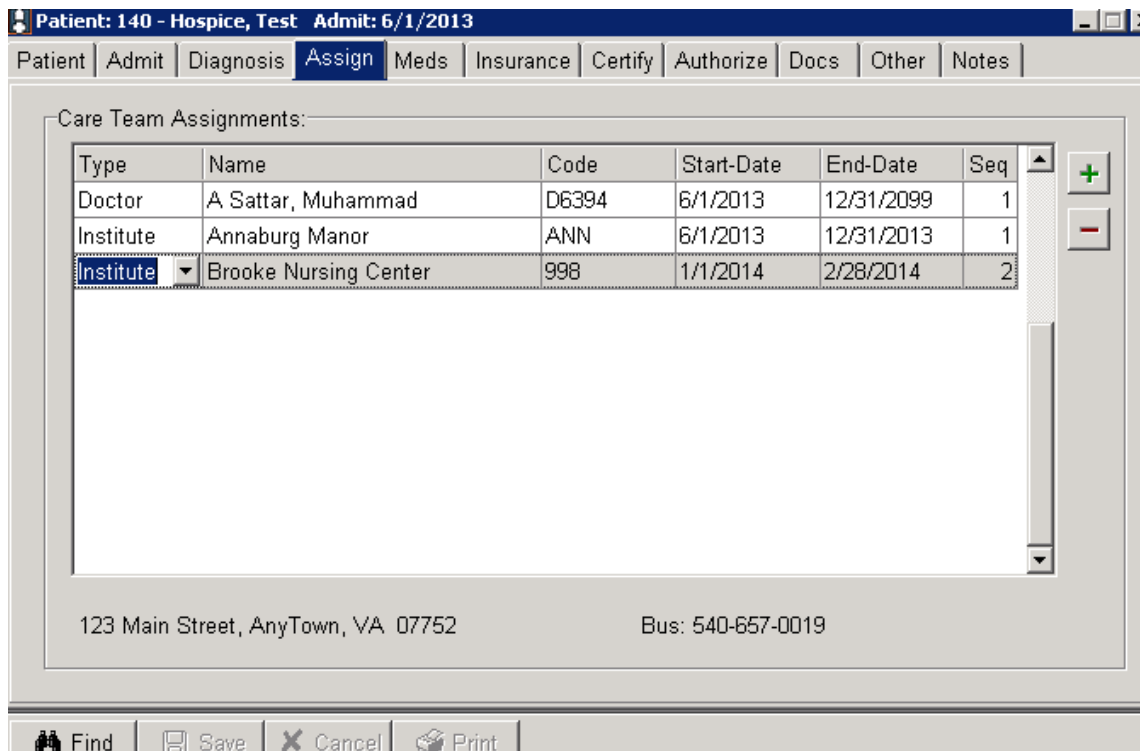 Patient: 140 - Hospice, Test Admit: 6/1/2013
Patient Admit Diagnosis Assign Meds Insurance Certify Authorize Docs Other Notes
Care Team Assignments:
Type Name Code Start-Date End-Date Seq
Doctor A Sattar, Muhammad D6394 6/1/2013 12/31/2099 1
Institute Annaburg Manor ANN 6/1/2013 12/31/2013 1
Institute Brooke Nursing Center 998 1/1/2014 2/28/2014 2
123 Main Street, AnyTown, VA 07752 Bus: 540-657-0019
Find Save Cancel Print